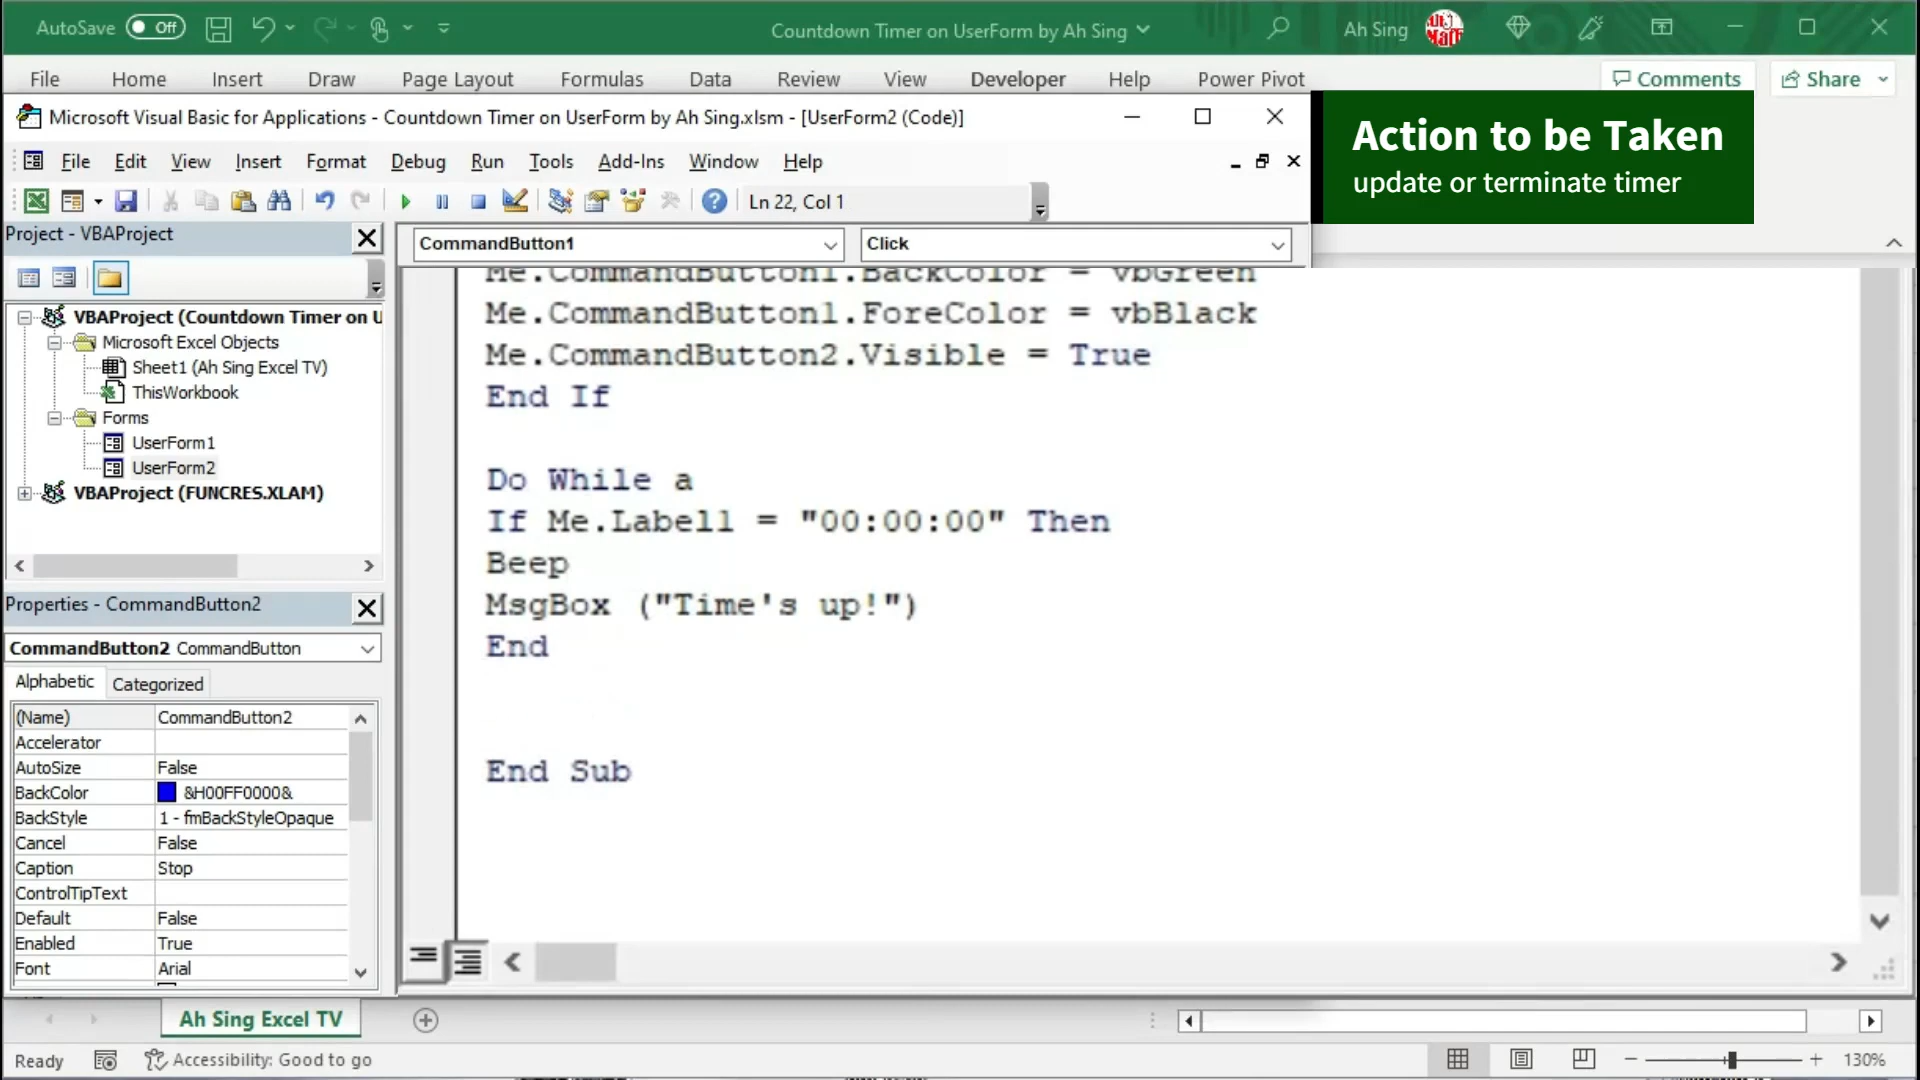 AutoSave Off
Countdown Timer on UserForm by Ah Sing
Ah Sing
File Home Insert Draw Page Layout Formulas Data Review View Developer Help Power Pivot
Comments Share
Microsoft Visual Basic for Applications - Countdown Timer on UserForm by Ah Sing.xlsm - [UserForm2 (Code)]
Action to be Taken
update or terminate timer
File Edit View Insert Format Debug Run Tools Add-Ins Window Help
Ln 22, Col 1
Project - VBAProject
CommandButton1
Click
VBAProject (Countdown Timer on U
Microsoft Excel Objects
Sheet1 (Ah Sing Excel TV)
ThisWorkbook
Forms
UserForm1
UserForm2
VBAProject (FUNCRES.XLAM)
Me.CommandButton1.BackColor = vbGreen
Me.CommandButton1.ForeColor = vbBlack
Me.CommandButton2.Visible = True
End If
Do While a
If Me.Label1 = "00:00:00" Then
Beep
MsgBox ("Time's up!")
End
End Sub
Properties - CommandButton2
CommandButton2 CommandButton
Alphabetic Categorized
(Name) CommandButton2
Accelerator
AutoSize False
BackColor &H00FF0000&
BackStyle 1 - fmBackStyleOpaque
Cancel False
Caption Stop
ControlTipText
Default False
Enabled True
Font Arial
Ah Sing Excel TV
Ready
Accessibility: Good to go
130%